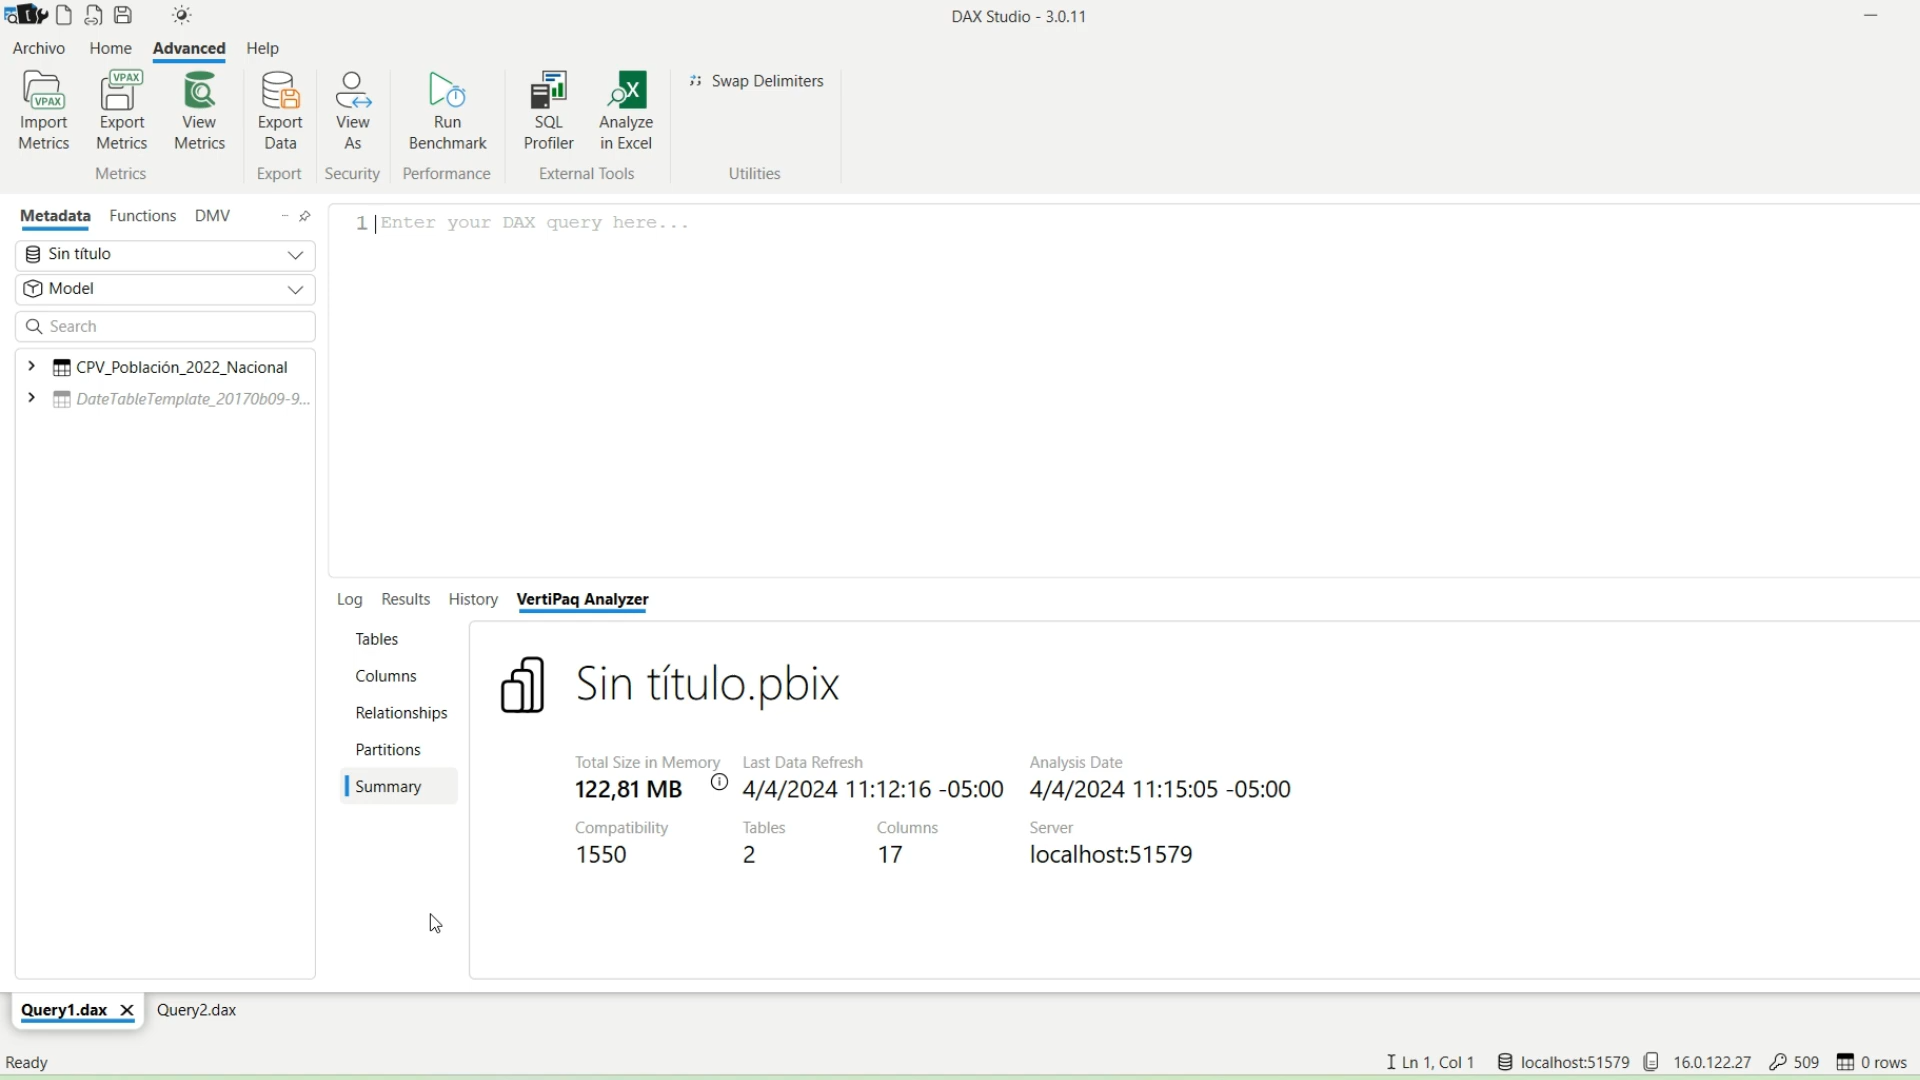 DAX Studio - 3.0.11
Archivo Home Advanced Help
VPAX VPAX
Import Metrics Export Metrics View Metrics Export Data View As Run Benchmark SQL Profiler Analyze in Excel Swap Delimiters
Metrics Export Security Performance External Tools Utilities
Metadata Functions DMV
Sin título
Model
Search
CPV_Población_2022_Nacional
DateTableTemplate_20170b09-9...
1 Enter your DAX query here...
Log Results History VertiPaq Analyzer
Tables
Columns
Relationships
Partitions
Summary
Sin título.pbix
Total Size in Memory Last Data Refresh Analysis Date
122,81 MB 4/4/2024 11:12:16 -05:00 4/4/2024 11:15:05 -05:00
Compatibility Tables Columns Server
1550 2 17 localhost:51579
Query1.dax Query2.dax
Ready Ln 1, Col 1 localhost:51579 16.0.122.27 509 0 rows